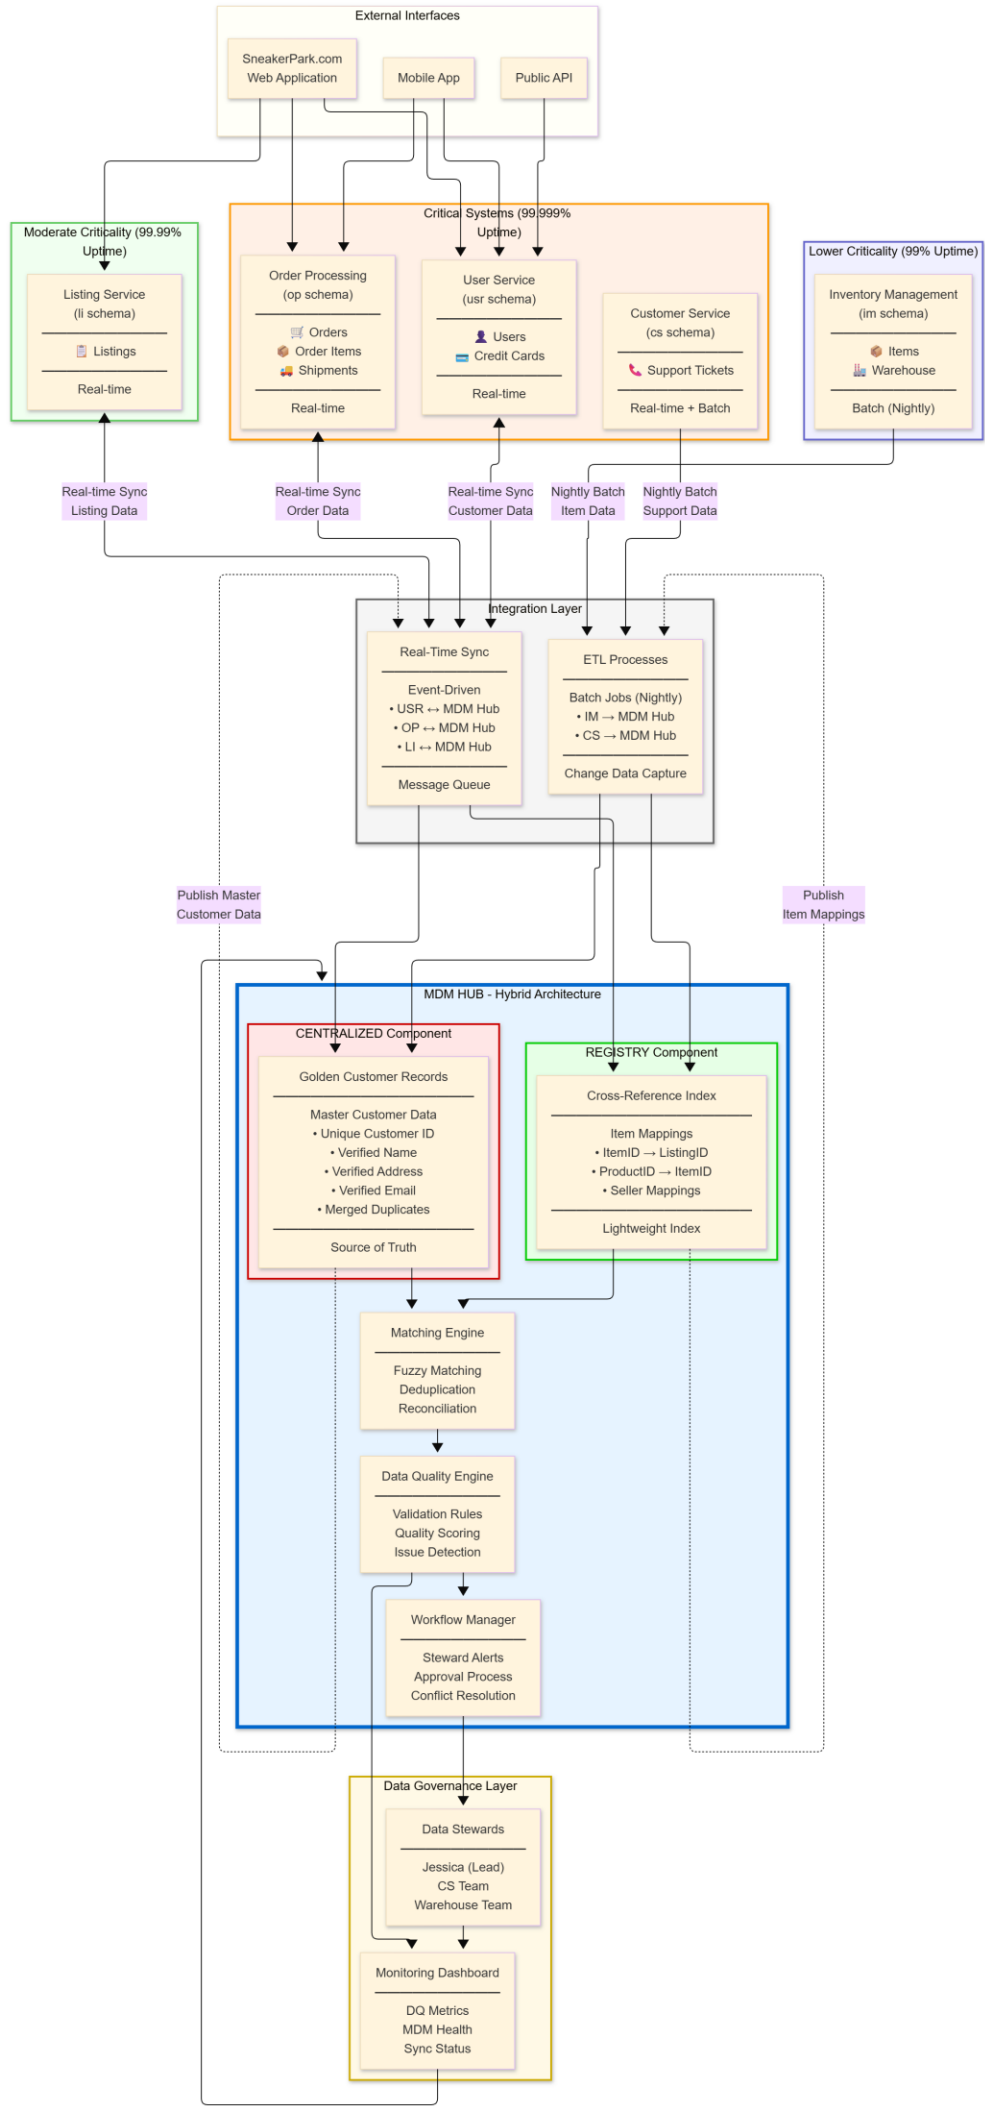 External Interfaces
SneakerPark.com
Web Application
Mobile App
Public API
Moderate Criticality (99.99%
Uptime)
Listing Service
(li schema)
📋 Listings
Real-time
Critical Systems (99.999%
Uptime)
Order Processing
(op schema)
🛒 Orders
📦 Order Items
🚚 Shipments
Real-time
User Service
(usr schema)
👤 Users
💳 Credit Cards
Real-time
Customer Service
(cs schema)
📞 Support Tickets
Real-time + Batch
Lower Criticality (99% Uptime)
Inventory Management
(im schema)
📦 Items
🏭 Warehouse
Batch (Nightly)
Real-time Sync
Listing Data
Real-time Sync
Order Data
Real-time Sync
Customer Data
Nightly Batch
Item Data
Nightly Batch
Support Data
Integration Layer
Real-Time Sync
Event-Driven
• USR ↔ MDM Hub
• OP ↔ MDM Hub
• LI ↔ MDM Hub
Message Queue
ETL Processes
Batch Jobs (Nightly)
• IM → MDM Hub
• CS → MDM Hub
Change Data Capture
Publish Master
Customer Data
Publish
Item Mappings
MDM HUB - Hybrid Architecture
CENTRALIZED Component
Golden Customer Records
Master Customer Data
• Unique Customer ID
• Verified Name
• Verified Address
• Verified Email
• Merged Duplicates
Source of Truth
REGISTRY Component
Cross-Reference Index
Item Mappings
• ItemID → ListingID
• ProductID → ItemID
• Seller Mappings
Lightweight Index
Matching Engine
Fuzzy Matching
Deduplication
Reconciliation
Data Quality Engine
Validation Rules
Quality Scoring
Issue Detection
Workflow Manager
Steward Alerts
Approval Process
Conflict Resolution
Data Governance Layer
Data Stewards
Jessica (Lead)
CS Team
Warehouse Team
Monitoring Dashboard
DQ Metrics
MDM Health
Sync Status